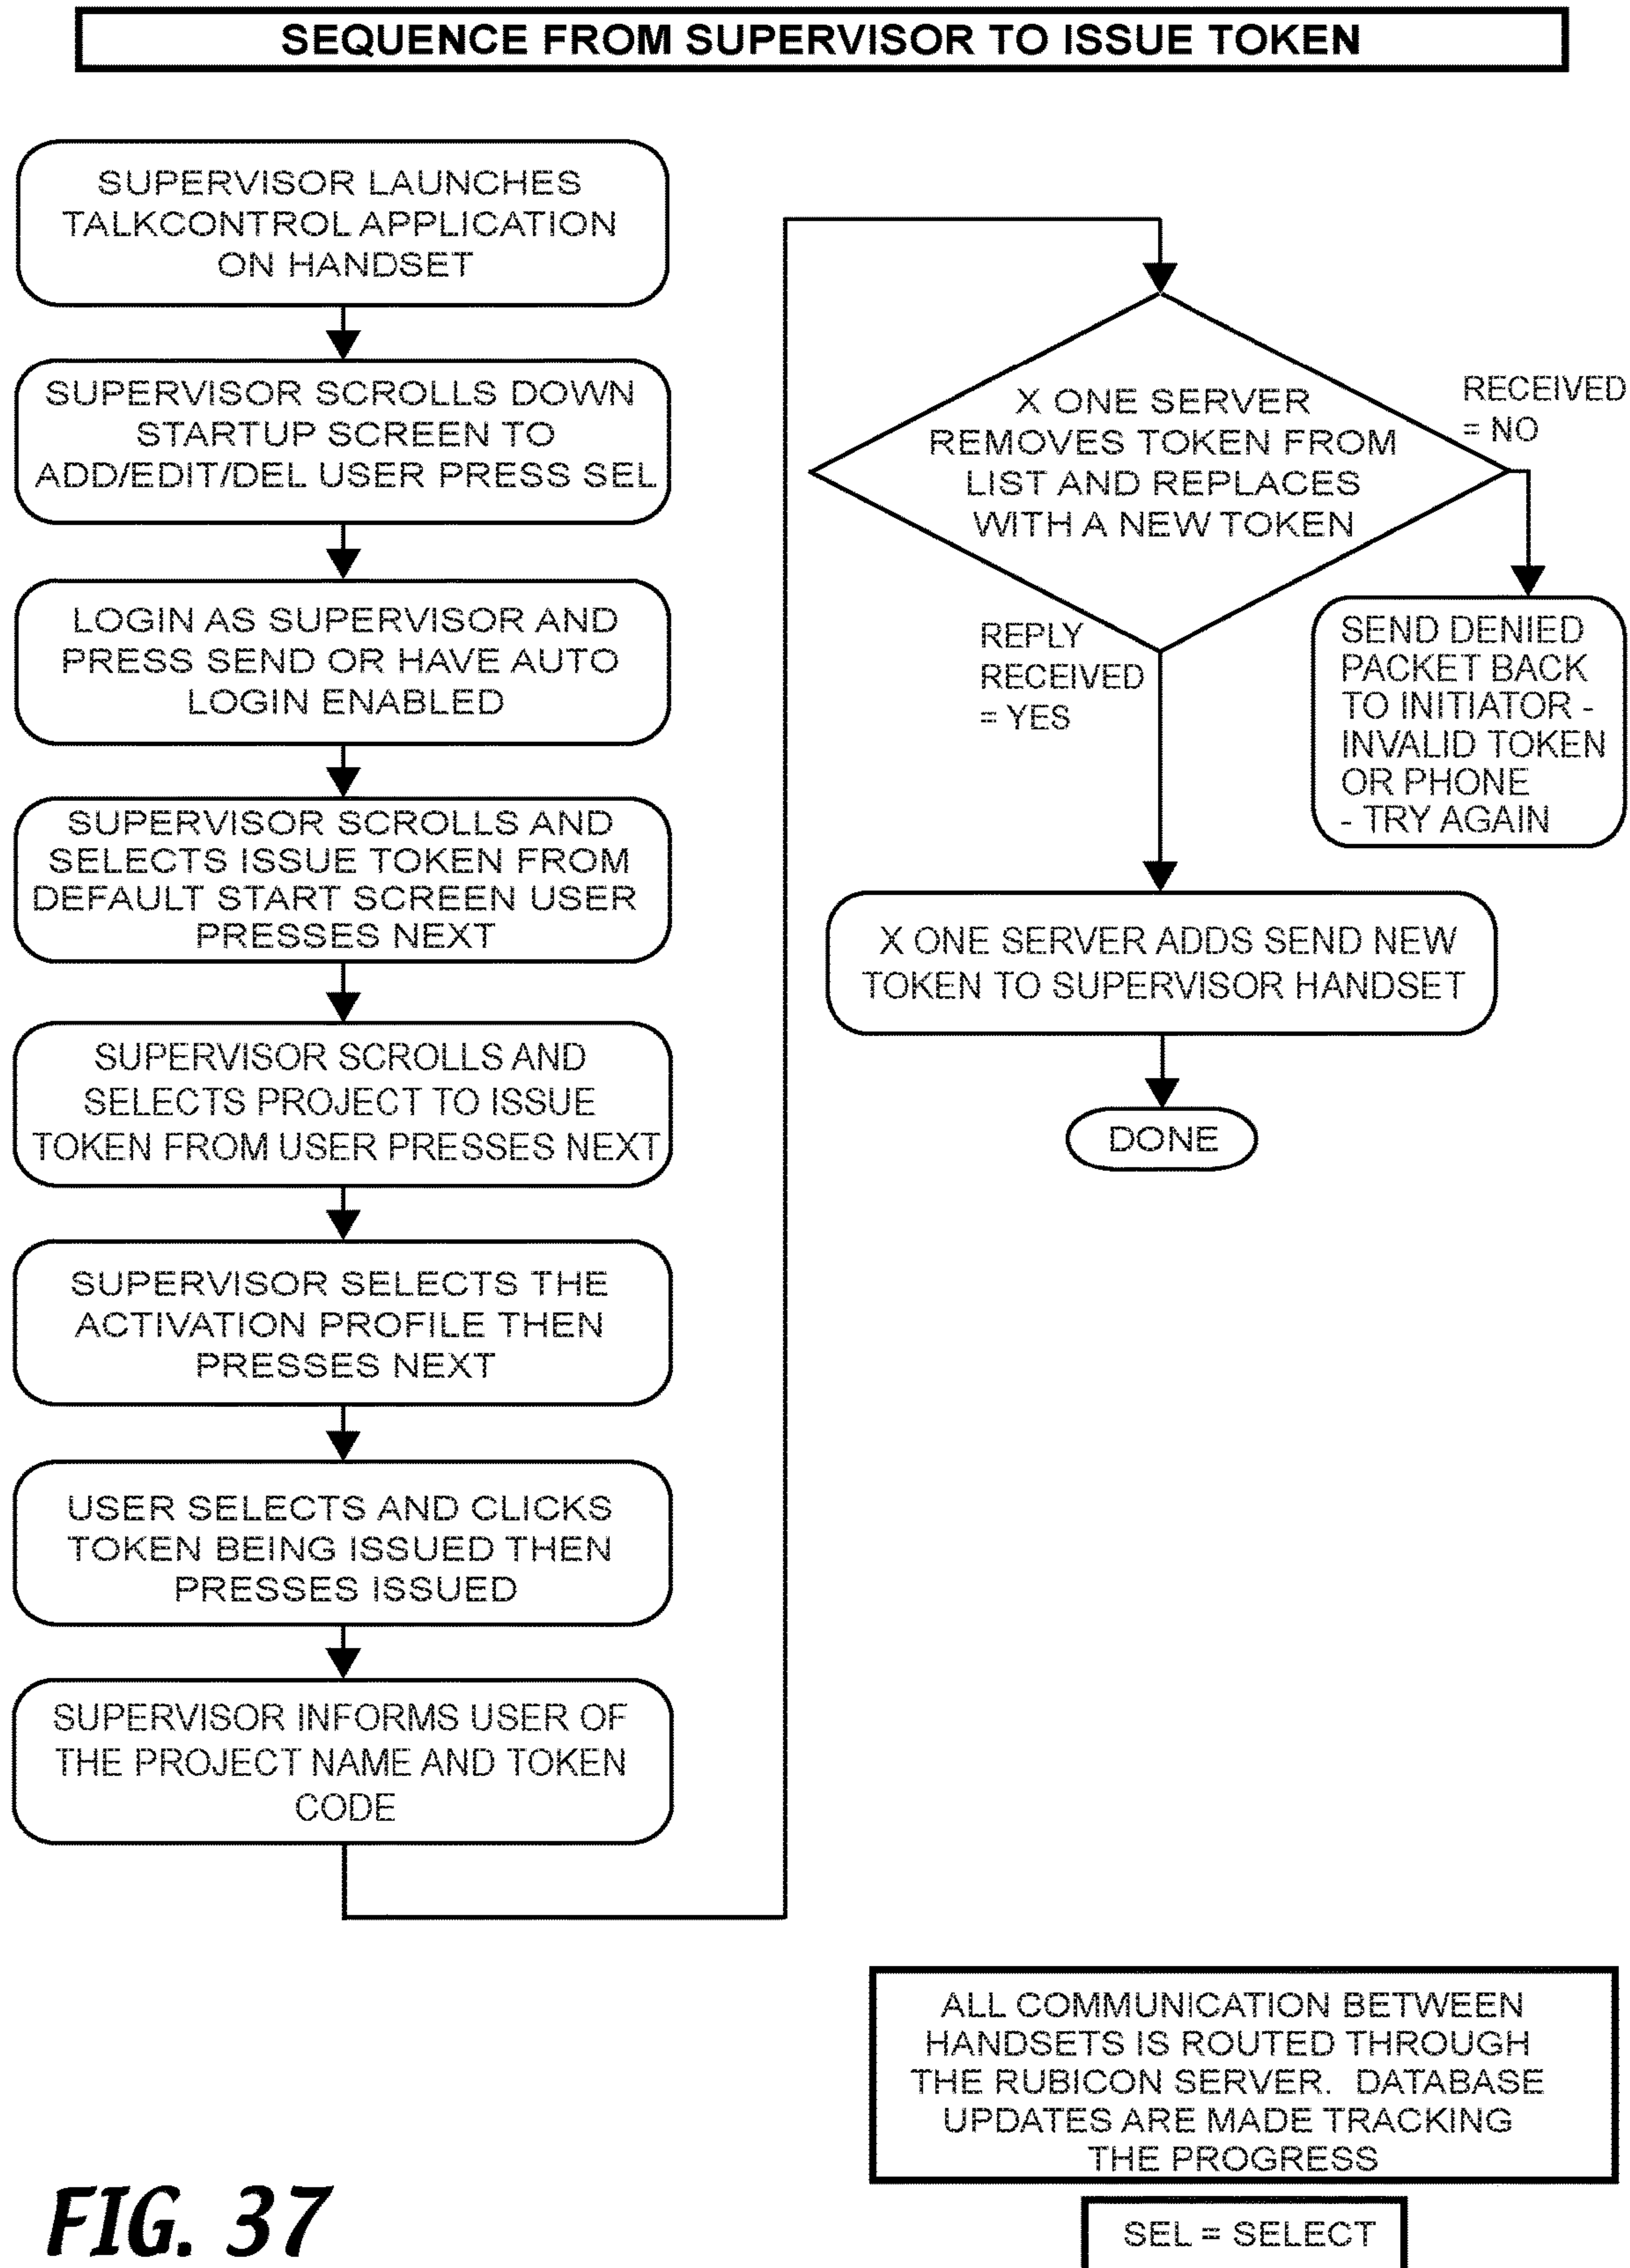 SEQUENCE FROM SUPERVISOR TO ISSUE TOKEN
SUPERVISOR LAUNCHES
TALKCONTROL APPLICATION
ON HANDSET
SUPERVISOR SCROLLS DOWN
STARTUP SCREEN TO
ADD/EDIT/DEL USER PRESS SEL
LOGIN AS SUPERVISOR AND
PRESS SEND OR HAVE AUTO
LOGIN ENABLED
SUPERVISOR SCROLLS AND
SELECTS ISSUE TOKEN FROM
DEFAULT START SCREEN USER
PRESSES NEXT
SUPERVISOR SCROLLS AND
SELECTS PROJECT TO ISSUE
TOKEN FROM USER PRESSES NEXT
SUPERVISOR SELECTS THE
ACTIVATION PROFILE THEN
PRESSES NEXT
USER SELECTS AND CLICKS
TOKEN BEING ISSUED THEN
PRESSES ISSUED
SUPERVISOR INFORMS USER OF
THE PROJECT NAME AND TOKEN
CODE
X ONE SERVER
REMOVES TOKEN FROM
LIST AND REPLACES
WITH A NEW TOKEN
RECEIVED
= NO
SEND DENIED
PACKET BACK
TO INITIATOR -
INVALID TOKEN
OR PHONE
- TRY AGAIN
REPLY
RECEIVED
= YES
X ONE SERVER ADDS SEND NEW
TOKEN TO SUPERVISOR HANDSET
DONE
ALL COMMUNICATION BETWEEN
HANDSETS IS ROUTED THROUGH
THE RUBICON SERVER. DATABASE
UPDATES ARE MADE TRACKING
THE PROGRESS
SEL = SELECT
FIG. 37